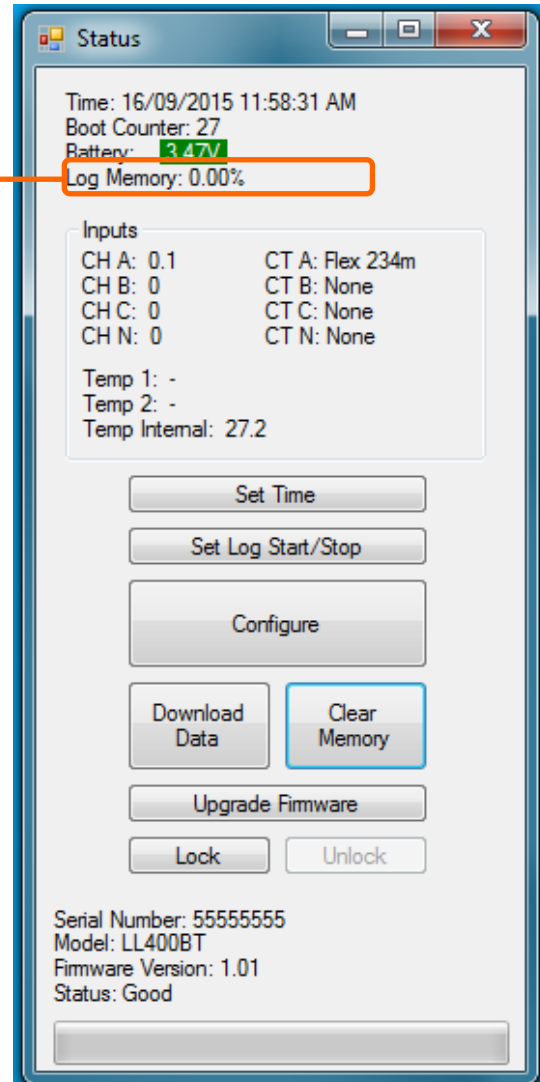 Status
Time: 16/09/2015 11:58:31 AM
Boot Counter: 27
Battery: 3.47V
Log Memory: 0.00%
Inputs
CH A: 0.1 CT A: Flex 234m
CH B: 0 CT B: None
CH C: 0 CT C: None
CH N: 0 CT N: None
Temp 1: -
Temp 2: -
Temp Internal: 27.2
Set Time
Set Log Start/Stop
Configure
Download Data
Clear Memory
Upgrade Firmware
Lock Unlock
Serial Number: 55555555
Model: LL400BT
Firmware Version: 1.01
Status: Good